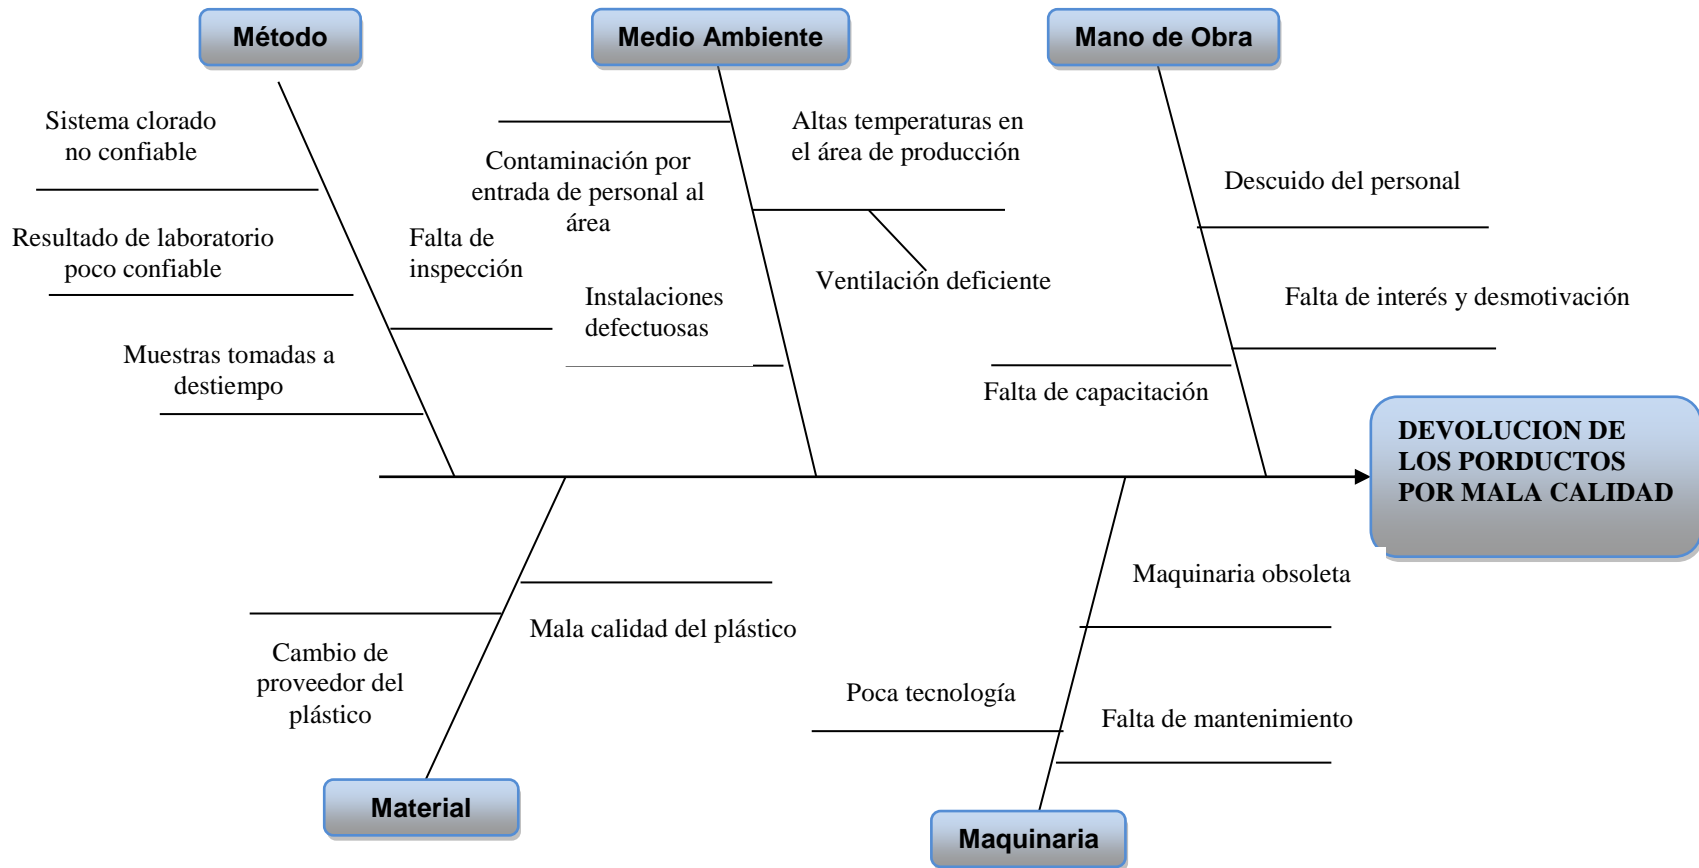 Método
Medio Ambiente
Mano de Obra
Sistema clorado
no confiable
Resultado de laboratorio
poco confiable
Muestras tomadas a
destiempo
Falta de
inspección
Contaminación por
entrada de personal al
área
Instalaciones
defectuosas
Altas temperaturas en
el área de producción
Ventilación deficiente
Descuido del personal
Falta de interés y desmotivación
Falta de capacitación
DEVOLUCION DE
LOS PORDUCTOS
POR MALA CALIDAD
Cambio de
proveedor del
plástico
Mala calidad del plástico
Maquinaria obsoleta
Poca tecnología
Falta de mantenimiento
Material
Maquinaria